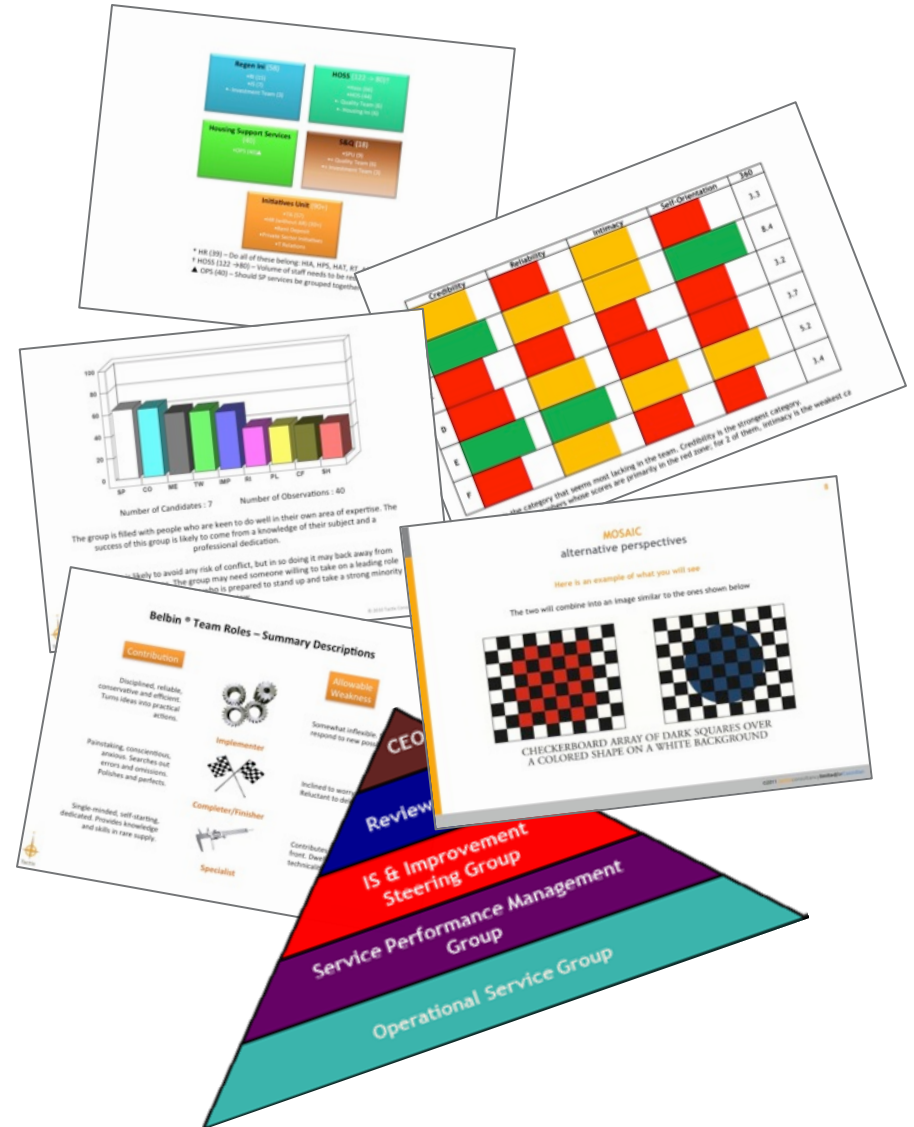 Regen Ini (58)
HOSS (122 → 80)†
Housing Support Services
S&Q (18)
Initiatives Unit (90+)
* HR (39) – Do all of these belong: HIA, HPS, HAT, RT,
† HOSS (122 →80) – Volume of staff needs to be
▲ OPS (40) – Should SP services be grouped together
Credibility
Reliability
Intimacy
Self-Orientation
360
3.3
8.4
3.2
3.7
D
5.2
E
3.4
F
the category that seems most lacking in the team. Credibility is the strongest category.
whose scores are primarily in the red zone; for 2 of them, intimacy is the weakest
100
80
60
40
20
0
SP
CO
ME
TW
IMP
RI
PL
CF
SH
Number of Candidates : 7
Number of Observations : 40
The group is filled with people who are keen to do well in their own area of expertise. The
success of this group is likely to come from a knowledge of their subject and a
professional dedication.
likely to avoid any risk of conflict, but in so doing it may back away from
The group may need someone willing to take on a leading role
who is prepared to stand up and take a strong minority
8
MOSAIC
alternative perspectives
Here is an example of what you will see
The two will combine into an image similar to the ones shown below
CHECKERBOARD ARRAY OF DARK SQUARES OVER
A COLORED SHAPE ON A WHITE BACKGROUND
Belbin ® Team Roles – Summary Descriptions
Contribution
Allowable
Weakness
Disciplined, reliable,
conservative and efficient.
Turns ideas into practical
actions.
Implementer
Somewhat inflexible.
respond to new
Painstaking, conscientious,
anxious. Searches out
errors and omissions.
Polishes and perfects.
Completer/Finisher
Inclined to worry
Reluctant to
Single-minded, self-starting,
dedicated. Provides knowledge
and skills in rare supply.
Specialist
Contributes
front.
Tactix
CEO
Review
IS & Improvement
Steering Group
Service Performance Management
Group
Operational Service Group